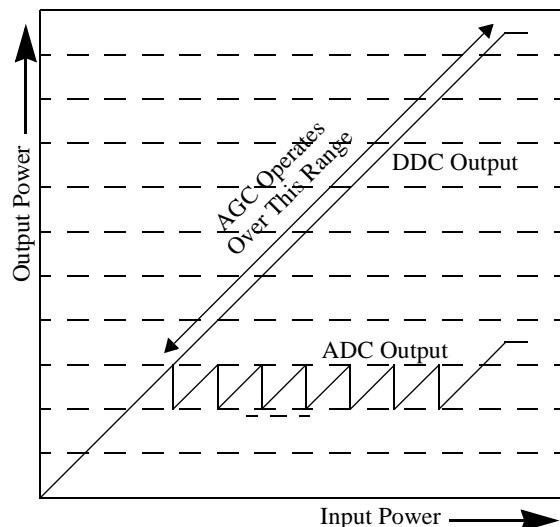 Output Power
AGC Operates
Over This Range
DDC Output
ADC Output
Input Power